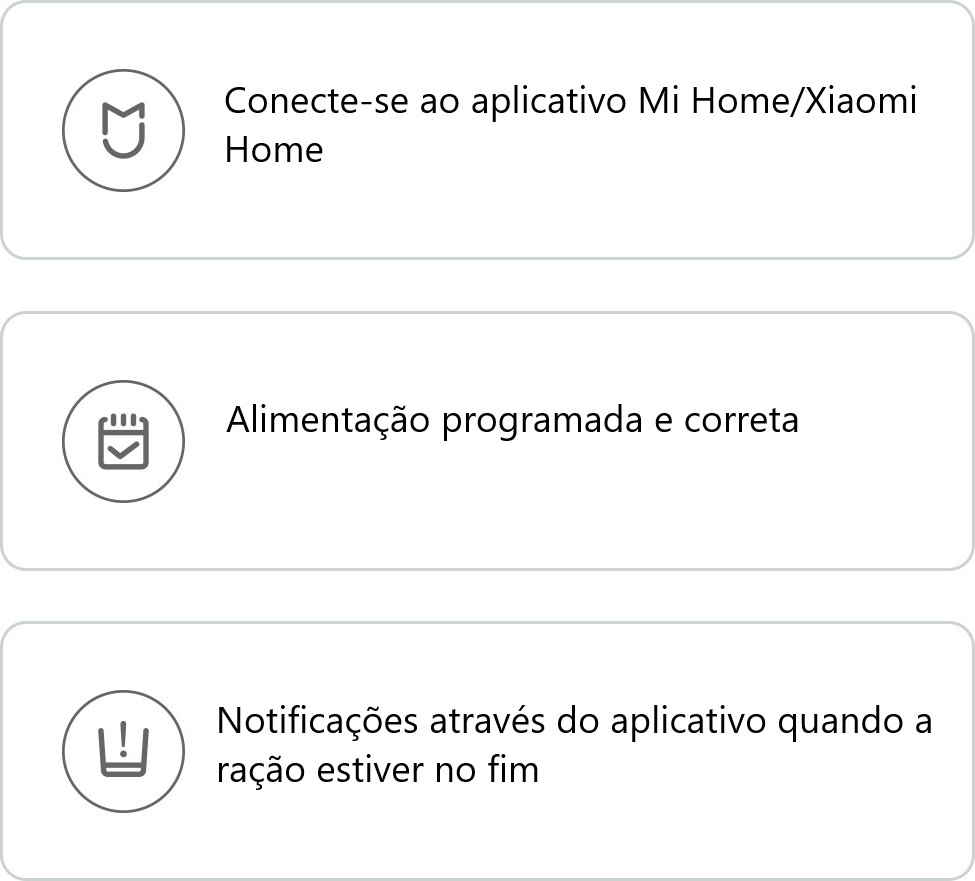 Conecte-se ao aplicativo Mi Home/Xiaomi
Home
Alimentação programada e correta
Notificações através do aplicativo quando a
ração estiver no fim